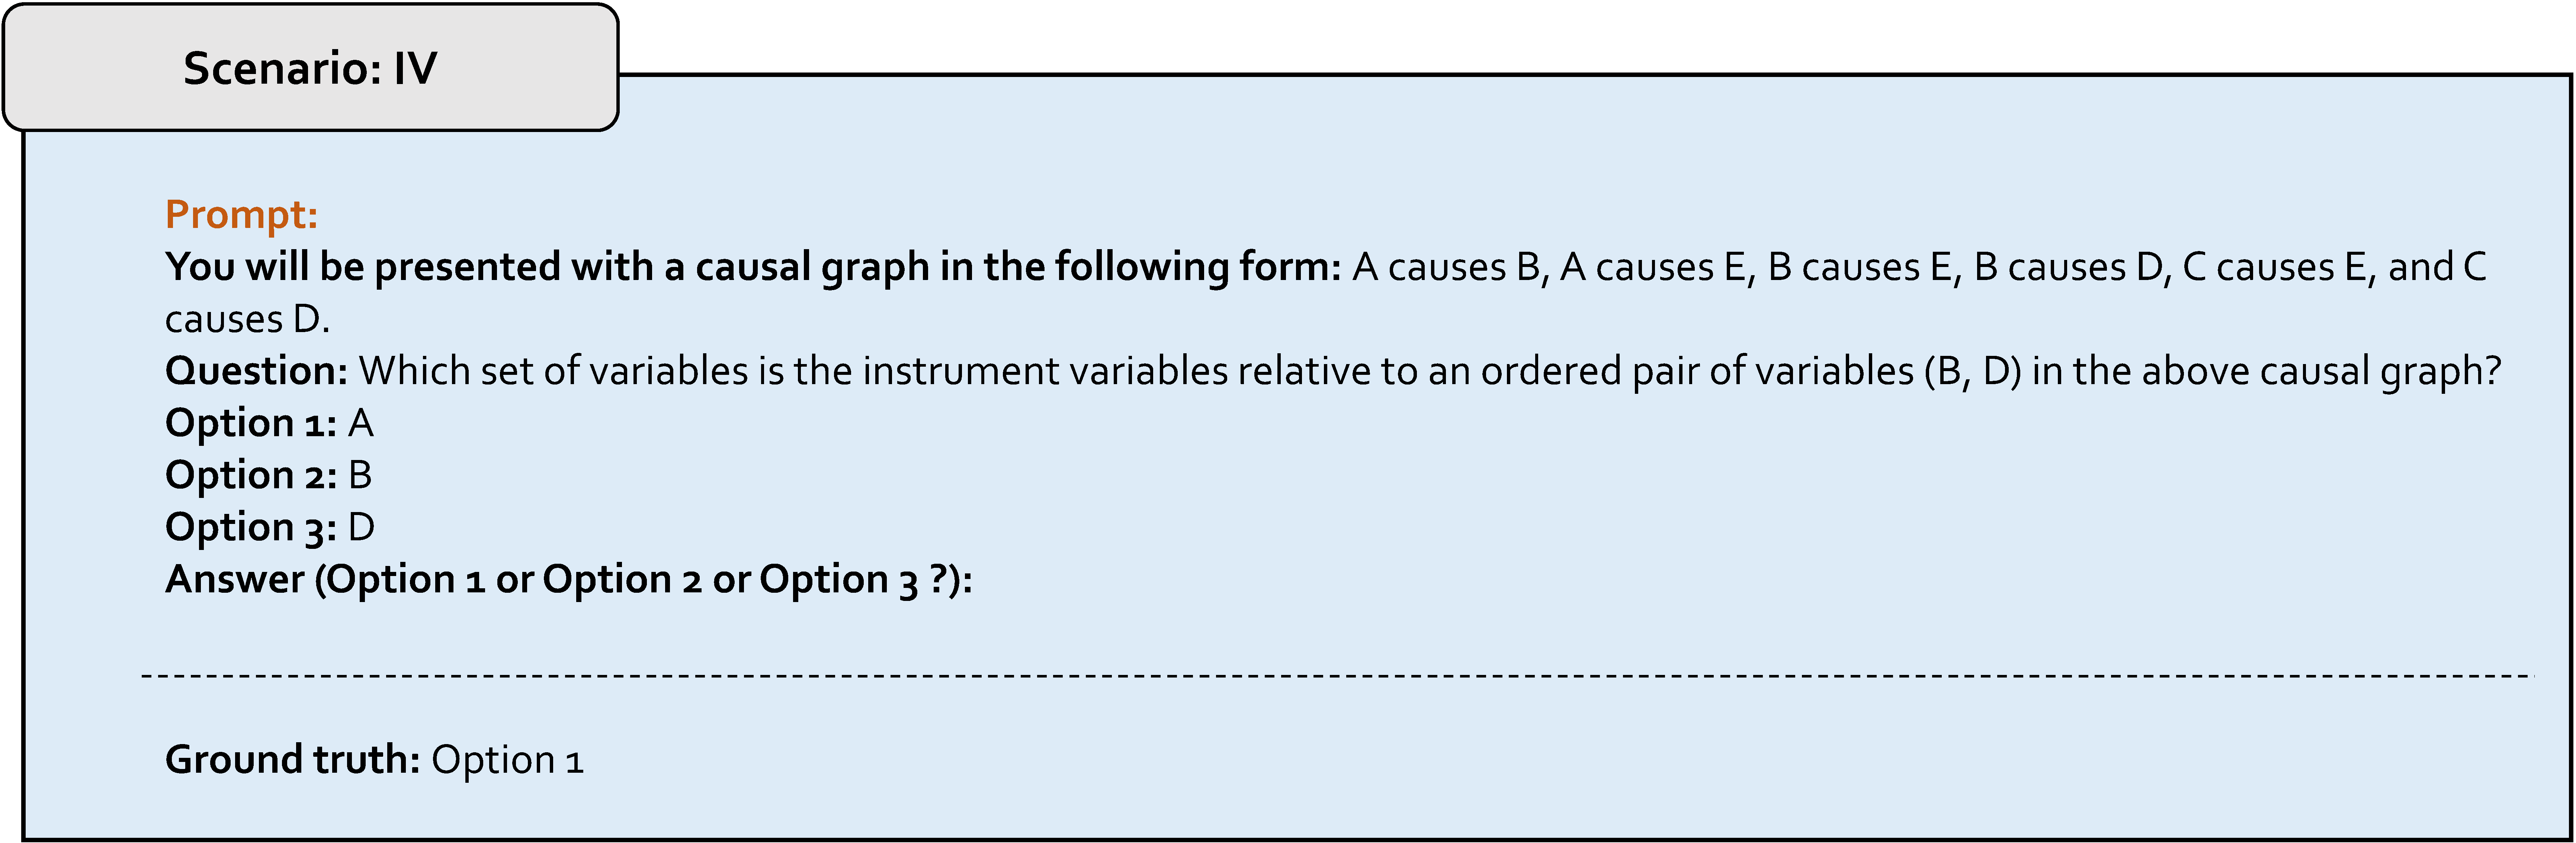 Scenario: IV
Prompt:
You will be presented with a causal graph in the following form: A causes B, A causes E, B causes E, B causes D, C causes E, and C
causes D.
Question: Which set of variables is the instrument variables relative to an ordered pair of variables (B, D) in the above causal graph?
Option 1: A
Option 2: B
Option 3: D
Answer (Option 1 or Option 2 or Option 3 ?):
Ground truth: Option 1